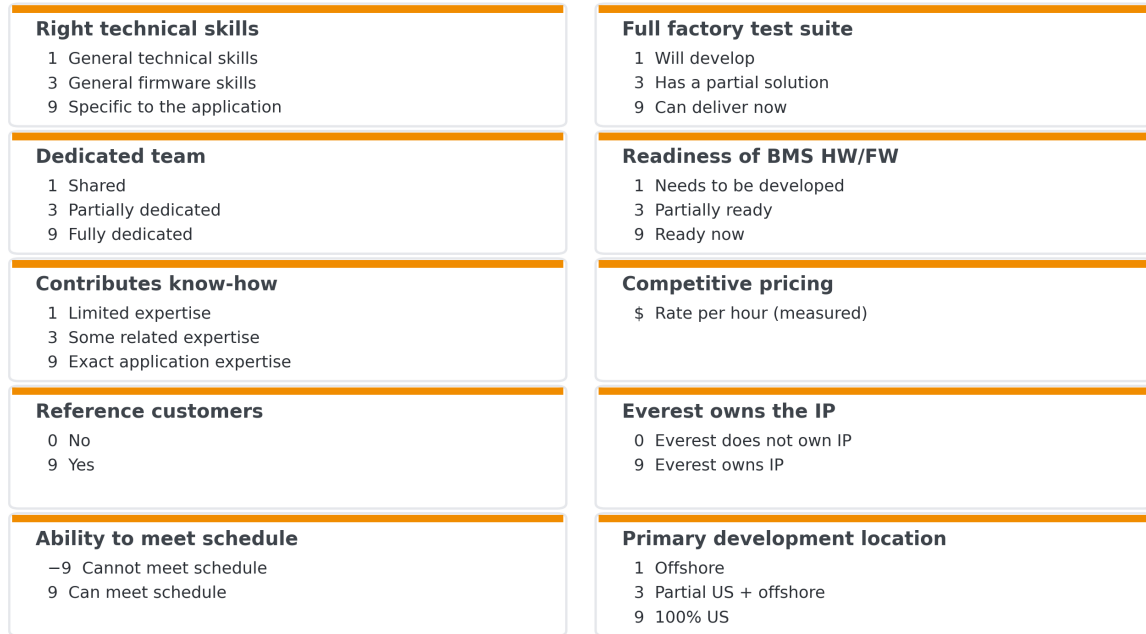 Right technical skills
1 General technical skills
3 General firmware skills
9 Specific to the application
Full factory test suite
1 Will develop
3 Has a partial solution
9 Can deliver now
Dedicated team
1 Shared
3 Partially dedicated
9 Fully dedicated
Readiness of BMS HW/FW
1 Needs to be developed
3 Partially ready
9 Ready now
Contributes know-how
1 Limited expertise
3 Some related expertise
9 Exact application expertise
Competitive pricing
$ Rate per hour (measured)
Reference customers
0 No
9 Yes
Everest owns the IP
0 Everest does not own IP
9 Everest owns IP
Ability to meet schedule
−9 Cannot meet schedule
9 Can meet schedule
Primary development location
1 Offshore
3 Partial US + offshore
9 100% US